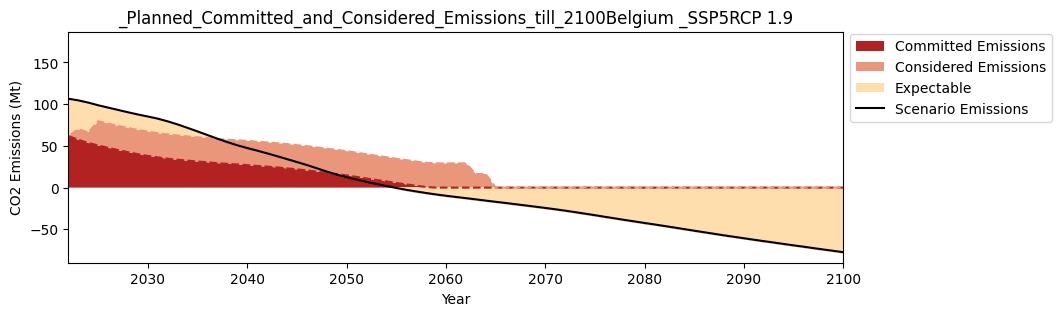 _Planned_Committed_and_Considered_Emissions_till_2100Belgium _SSP5RCP 1.9
CO2 Emissions (Mt)
150
100
50
0
−50
2030
2040
2050
2060
2070
2080
2090
2100
Year
Committed Emissions
Considered Emissions
Expectable
Scenario Emissions